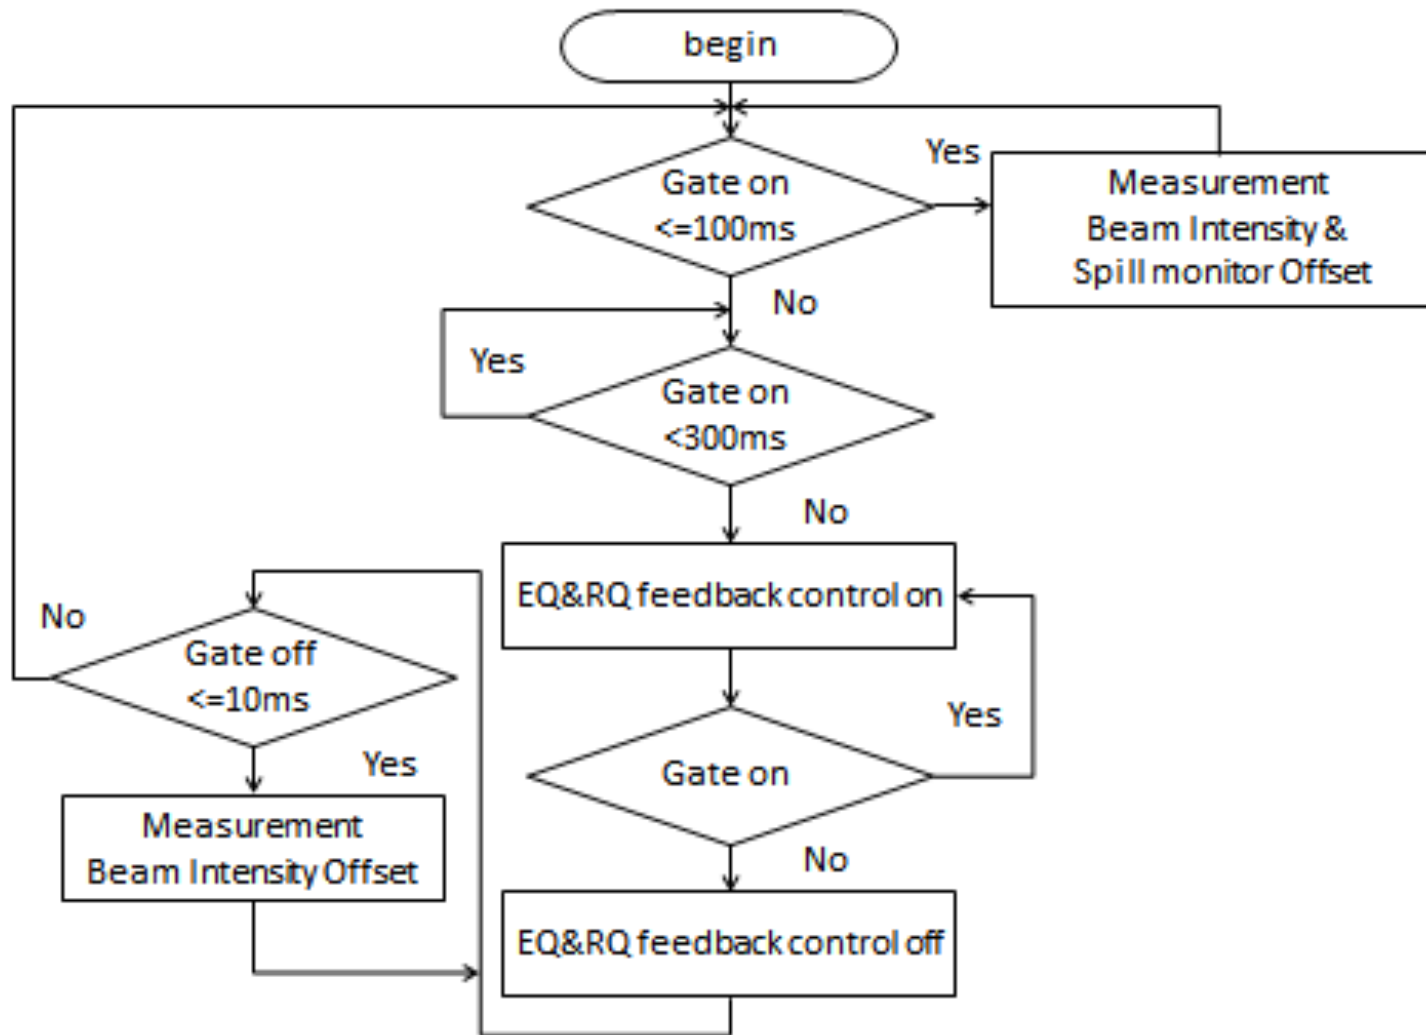 begin
Gate on
<=100ms
Yes
Measurement
Beam Intensity &
Spill monitor Offset
No
Yes
Gate on
<300ms
No
EQ&RQ feedback control on
No
Gate off
<=10ms
Yes
Gate on
Yes
Measurement
Beam Intensity Offset
No
EQ&RQ feedback control off